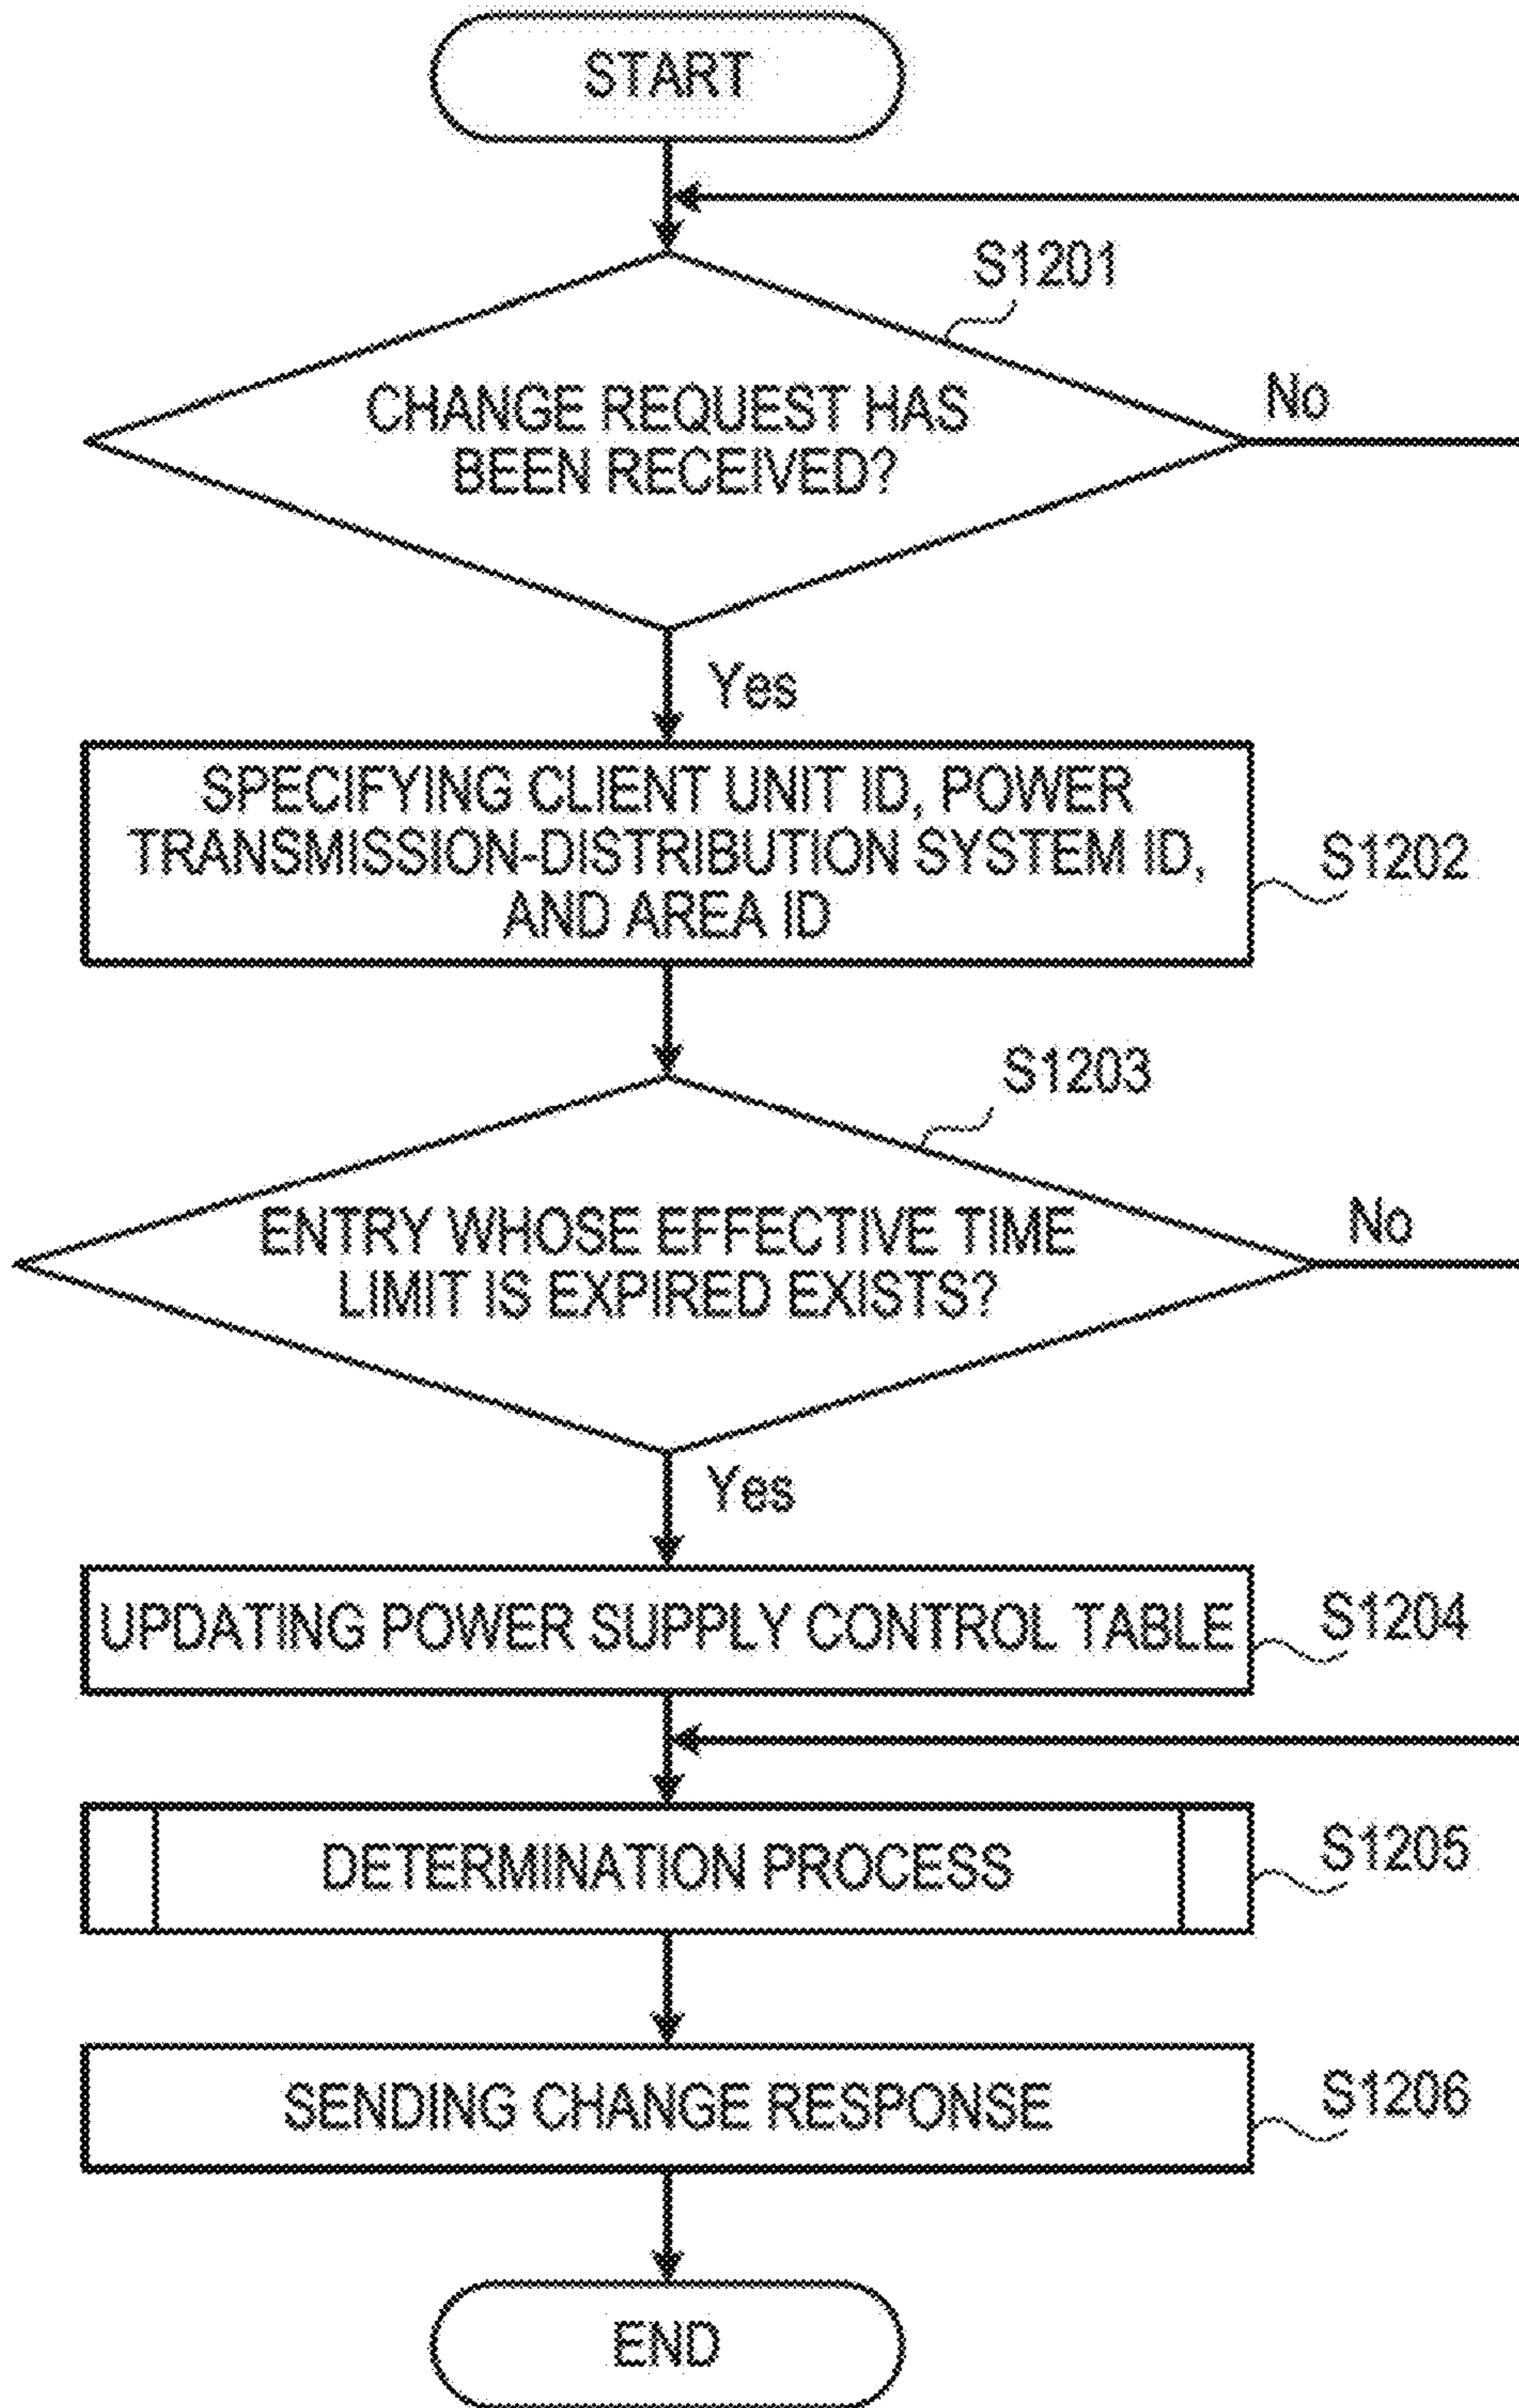 START
S1201
CHANGE REQUEST HAS
BEEN RECEIVED?
No
Yes
SPECIFYING CLIENT UNIT ID, POWER
TRANSMISSION-DISTRIBUTION SYSTEM ID,
AND AREA ID
S1202
S1203
ENTRY WHOSE EFFECTIVE TIME
LIMIT IS EXPIRED EXISTS?
No
Yes
UPDATING POWER SUPPLY CONTROL TABLE
S1204
DETERMINATION PROCESS
S1205
SENDING CHANGE RESPONSE
S1206
END